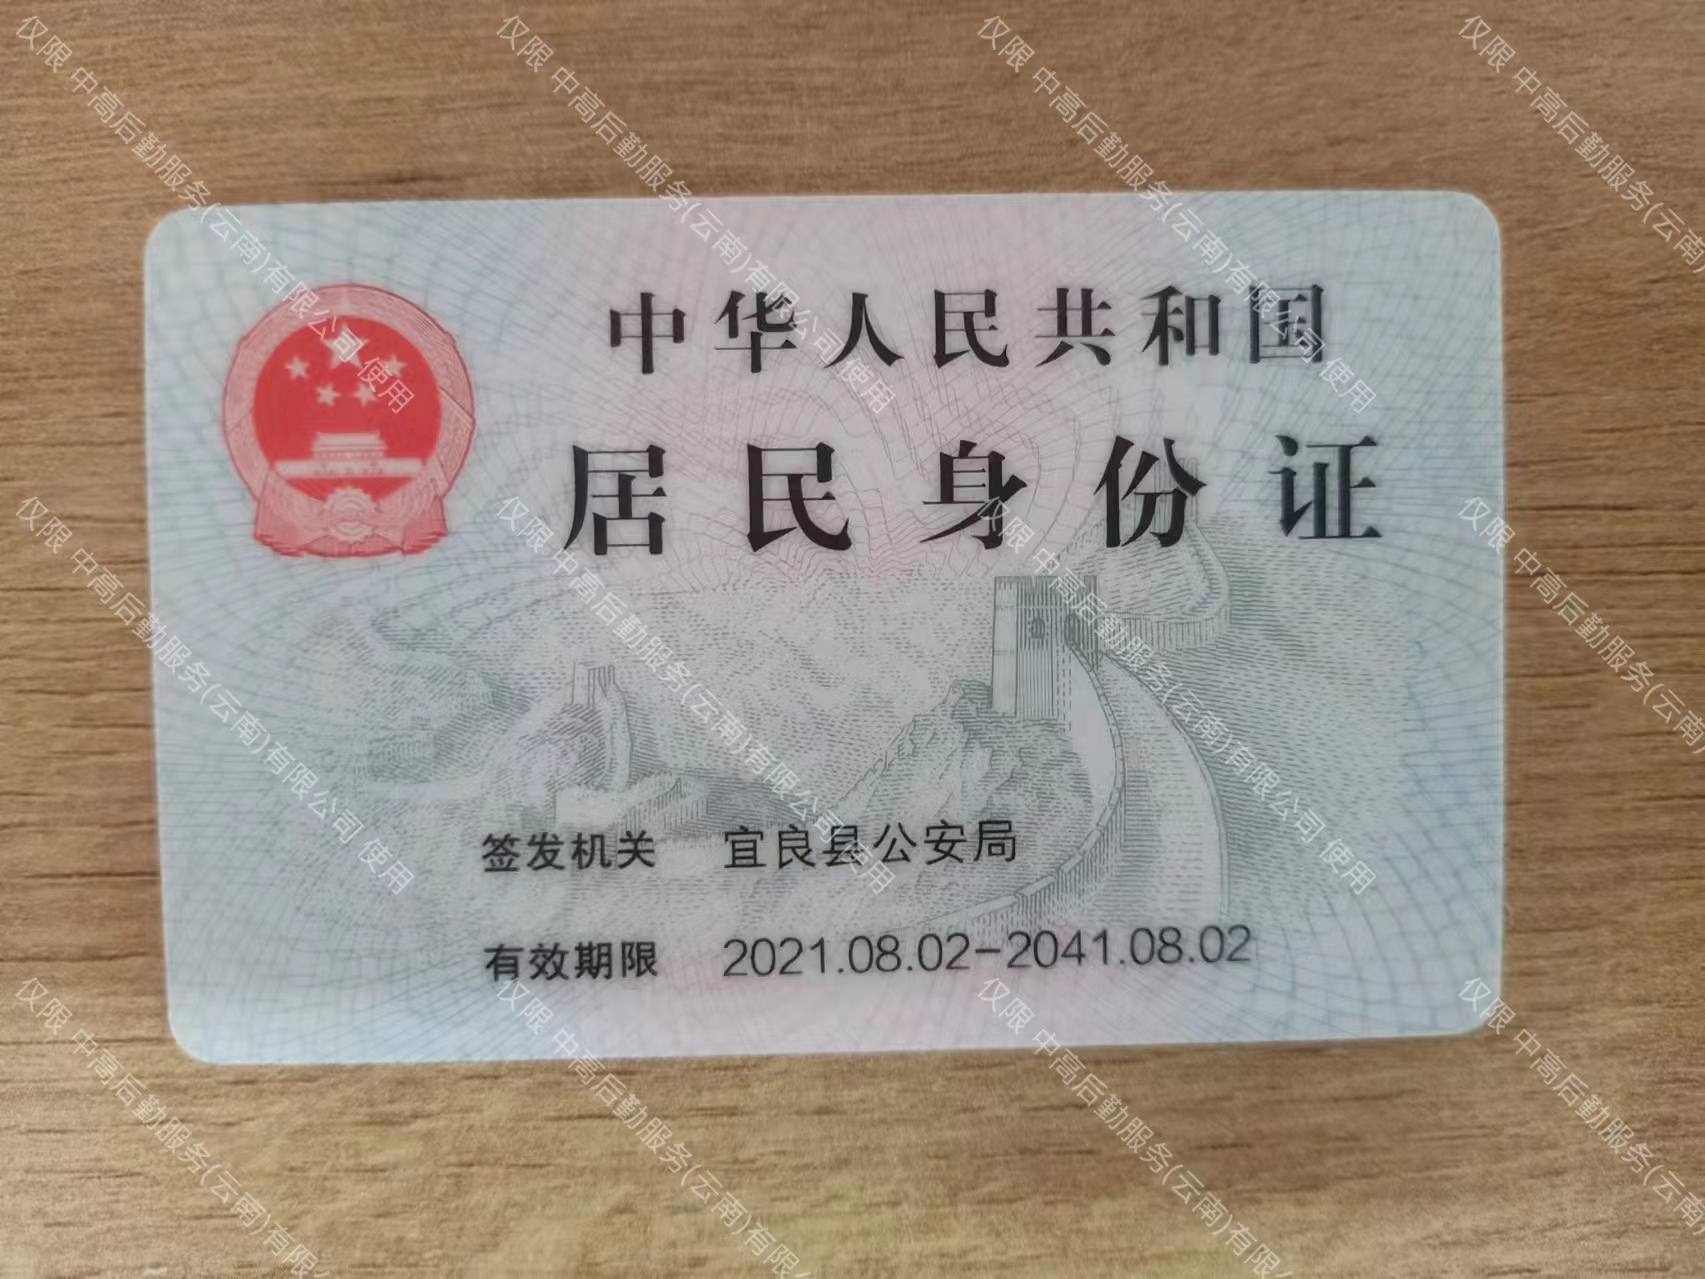 中华人民共和国
居民身份证
签发机关 宜良县公安局
有效期限 2021.08.02-2041.08.02
仅限 中高后勤服务(云南)有限公司 使用